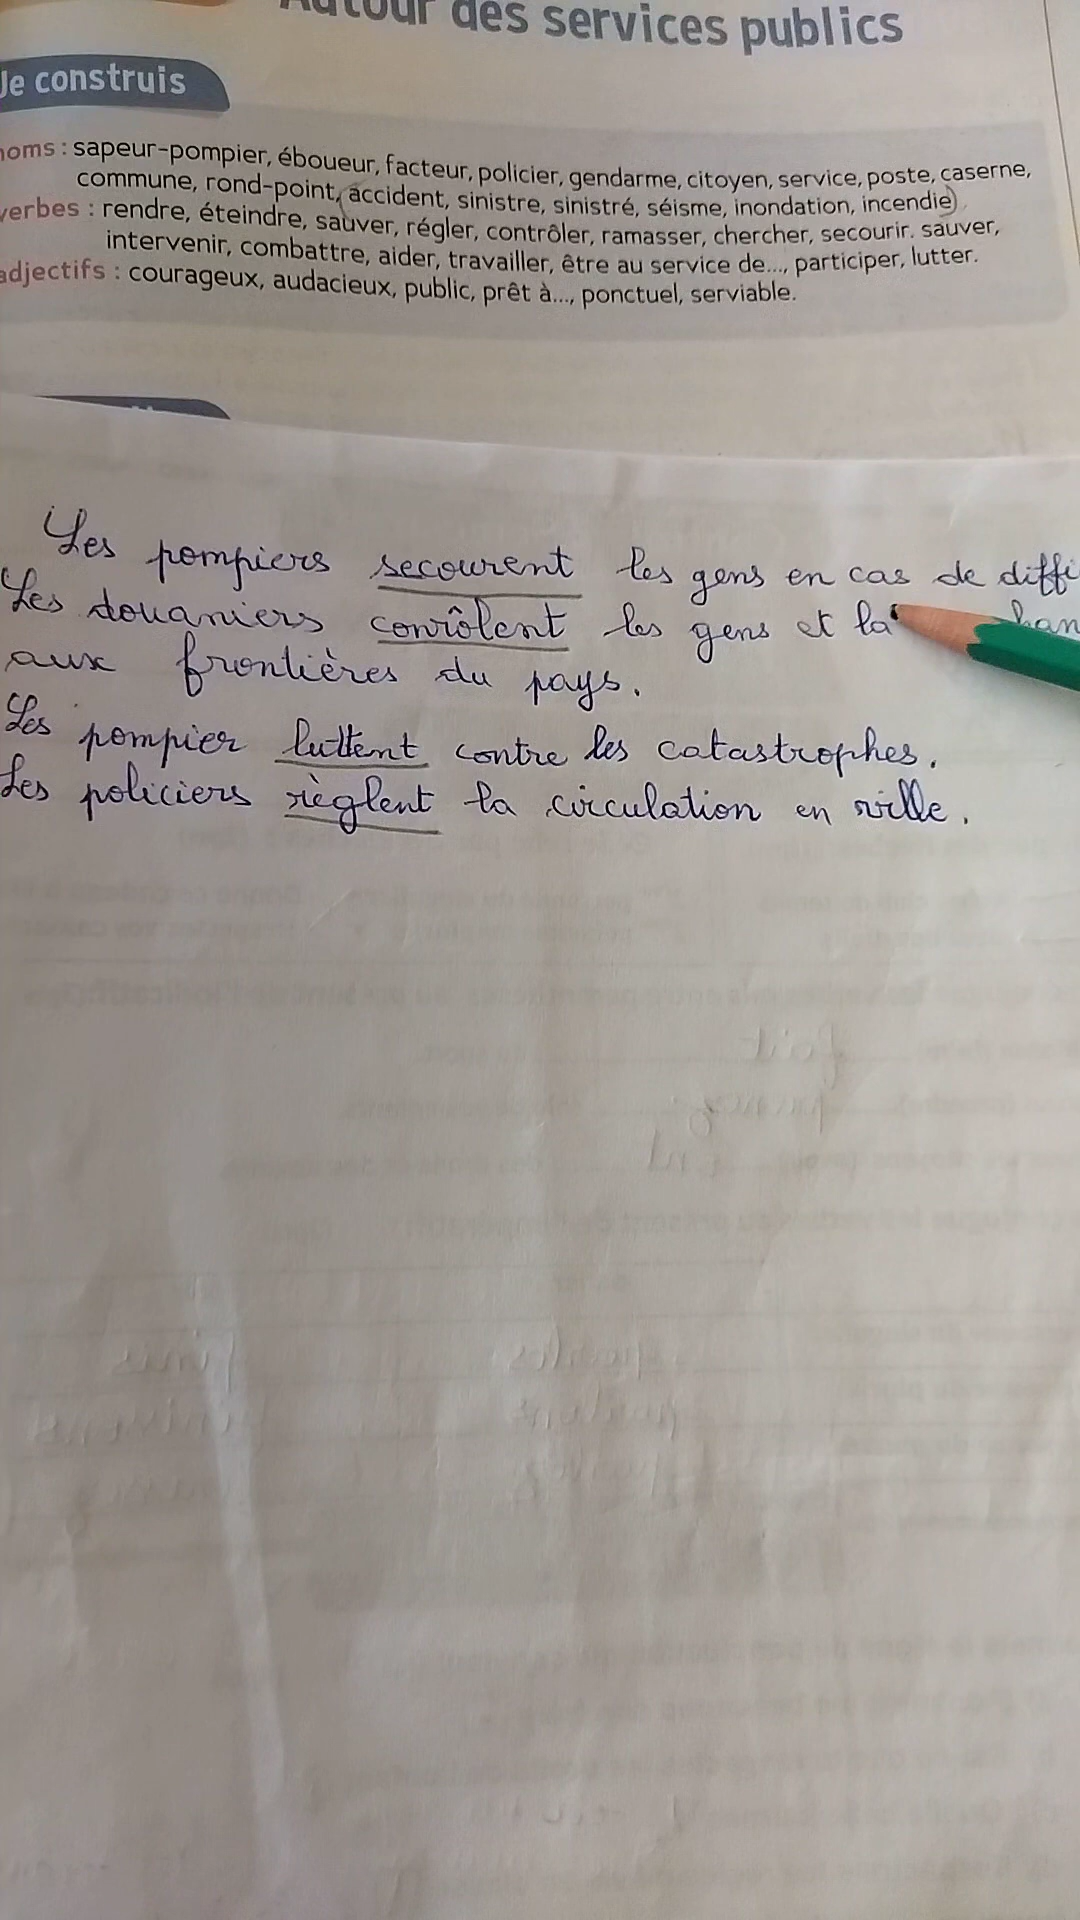 Autour des services publics
Je construis
noms : sapeur-pompier, éboueur, facteur, policier, gendarme, citoyen, service, poste, caserne,
commune, rond-point, accident, sinistre, sinistré, séisme, inondation, incendie
verbes : rendre, éteindre, sauver, régler, contrôler, ramasser, chercher, secourir. sauver,
intervenir, combattre, aider, travailler, être au service de..., participer, lutter.
adjectifs : courageux, audacieux, public, prêt à..., ponctuel, serviable.
Les pompiers secourent les gens en cas de diffi
Les douaniers conrôlent les gens et la han
aux frontières du pays.
Les pompier luttent contre les catastrophes.
Les policiers règlent la circulation en ville.